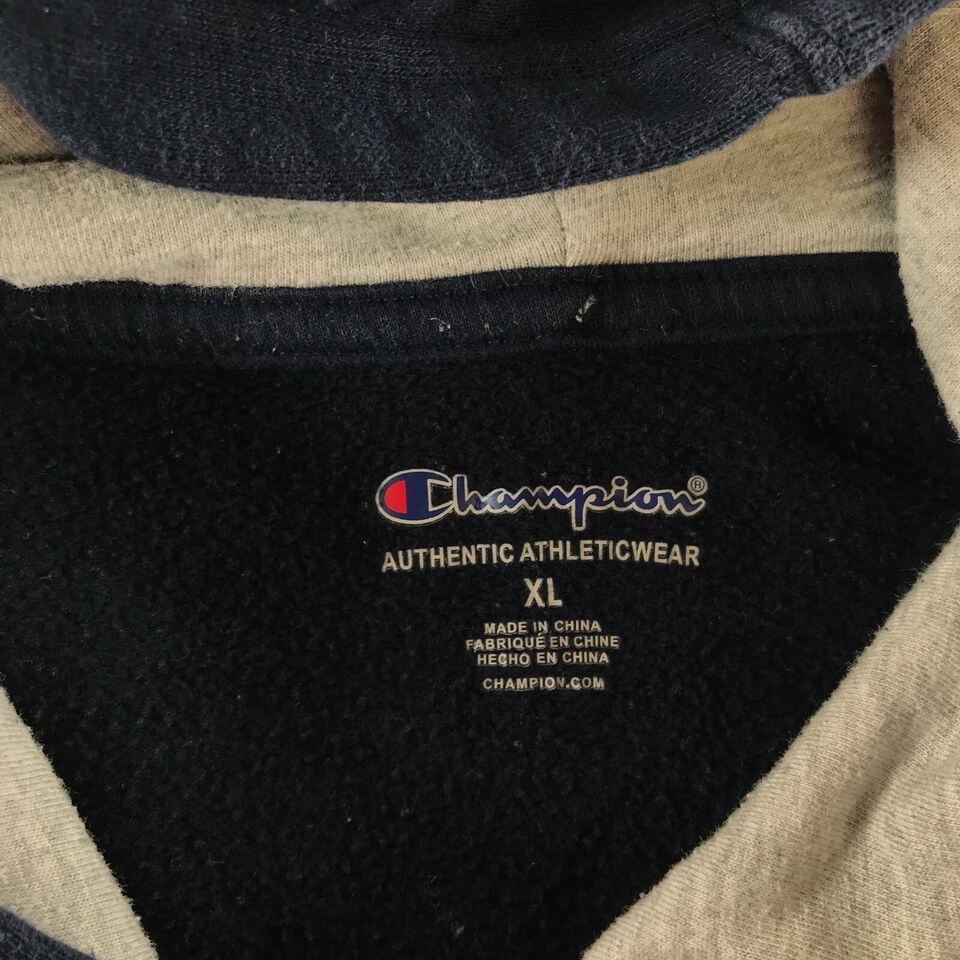 Champion®
AUTHENTIC ATHLETICWEAR
XL
MADE IN CHINA
FABRIQUÉ EN CHINE
HECHO EN CHINA
CHAMPION.COM